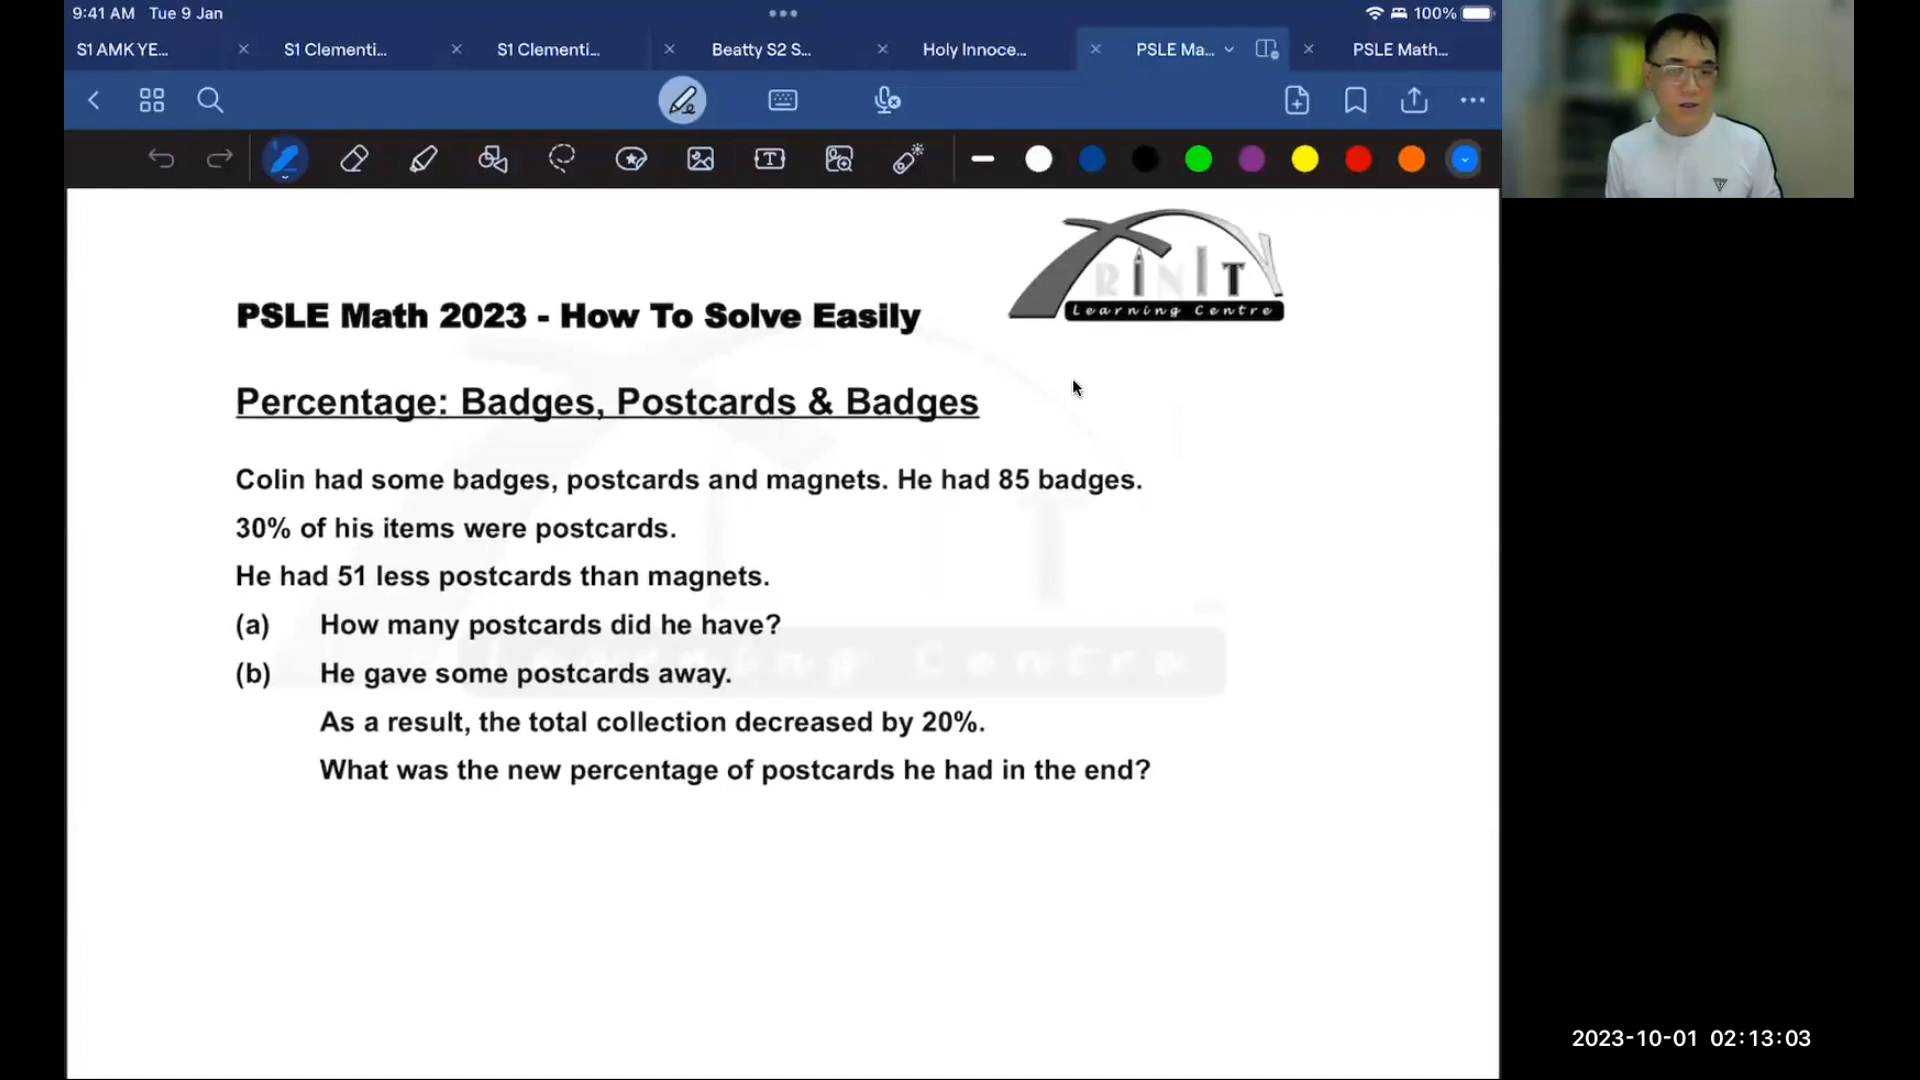 9:41 AM Tue 9 Jan
100%
S1 AMK YE...
S1 Clementi...
S1 Clementi...
Beatty S2 S...
Holy Innoce...
PSLE Ma...
PSLE Math...
RINIT
Learning Centre
PSLE Math 2023 - How To Solve Easily
Percentage: Badges, Postcards & Badges
Colin had some badges, postcards and magnets. He had 85 badges.
30% of his items were postcards.
He had 51 less postcards than magnets.
(a) How many postcards did he have?
(b) He gave some postcards away.
As a result, the total collection decreased by 20%.
What was the new percentage of postcards he had in the end?
2023-10-01 02:13:03